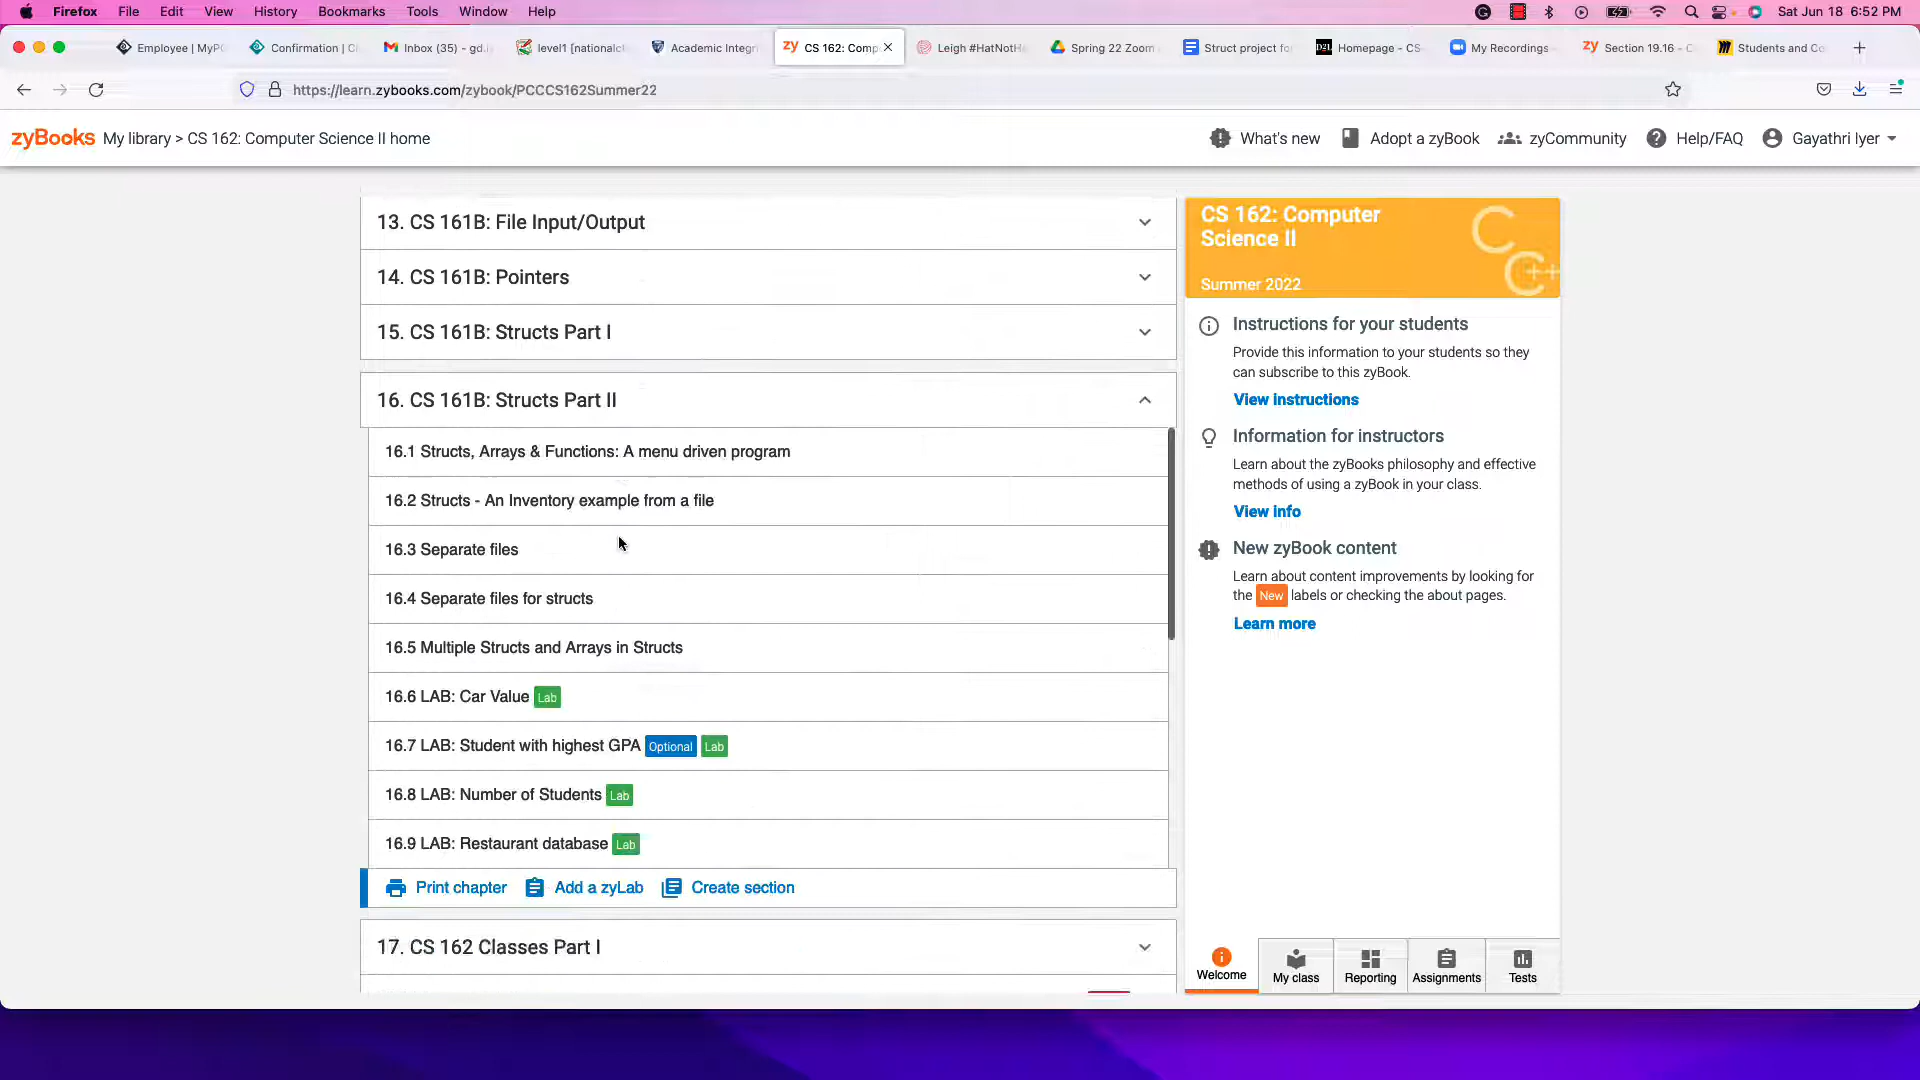 Firefox File Edit View History Bookmarks Tools Window Help Sat Jun 18 6:52 PM
Employee | MyP Confirmation | C Inbox (35) - gd.i level1 [nationalc Academic Integr zy CS 162: Comp Leigh #HatNotH Spring 22 Zoom Struct project fo D2L Homepage - CS My Recordings zy Section 19.16 - C Students and Co
https://learn.zybooks.com/zybook/PCCCS162Summer22
zyBooks My library > CS 162: Computer Science II home What's new Adopt a zyBook zyCommunity Help/FAQ Gayathri Iyer
13. CS 161B: File Input/Output
14. CS 161B: Pointers
15. CS 161B: Structs Part I
16. CS 161B: Structs Part II
16.1 Structs, Arrays & Functions: A menu driven program
16.2 Structs - An Inventory example from a file
16.3 Separate files
16.4 Separate files for structs
16.5 Multiple Structs and Arrays in Structs
16.6 LAB: Car Value Lab
16.7 LAB: Student with highest GPA Optional Lab
16.8 LAB: Number of Students Lab
16.9 LAB: Restaurant database Lab
Print chapter Add a zyLab Create section
17. CS 162 Classes Part I
CS 162: Computer
Science II
Summer 2022
C
C++
Instructions for your students
Provide this information to your students so they
can subscribe to this zyBook.
View instructions
Information for instructors
Learn about the zyBooks philosophy and effective
methods of using a zyBook in your class.
View info
New zyBook content
Learn about content improvements by looking for
the New labels or checking the about pages.
Learn more
Welcome My class Reporting Assignments Tests